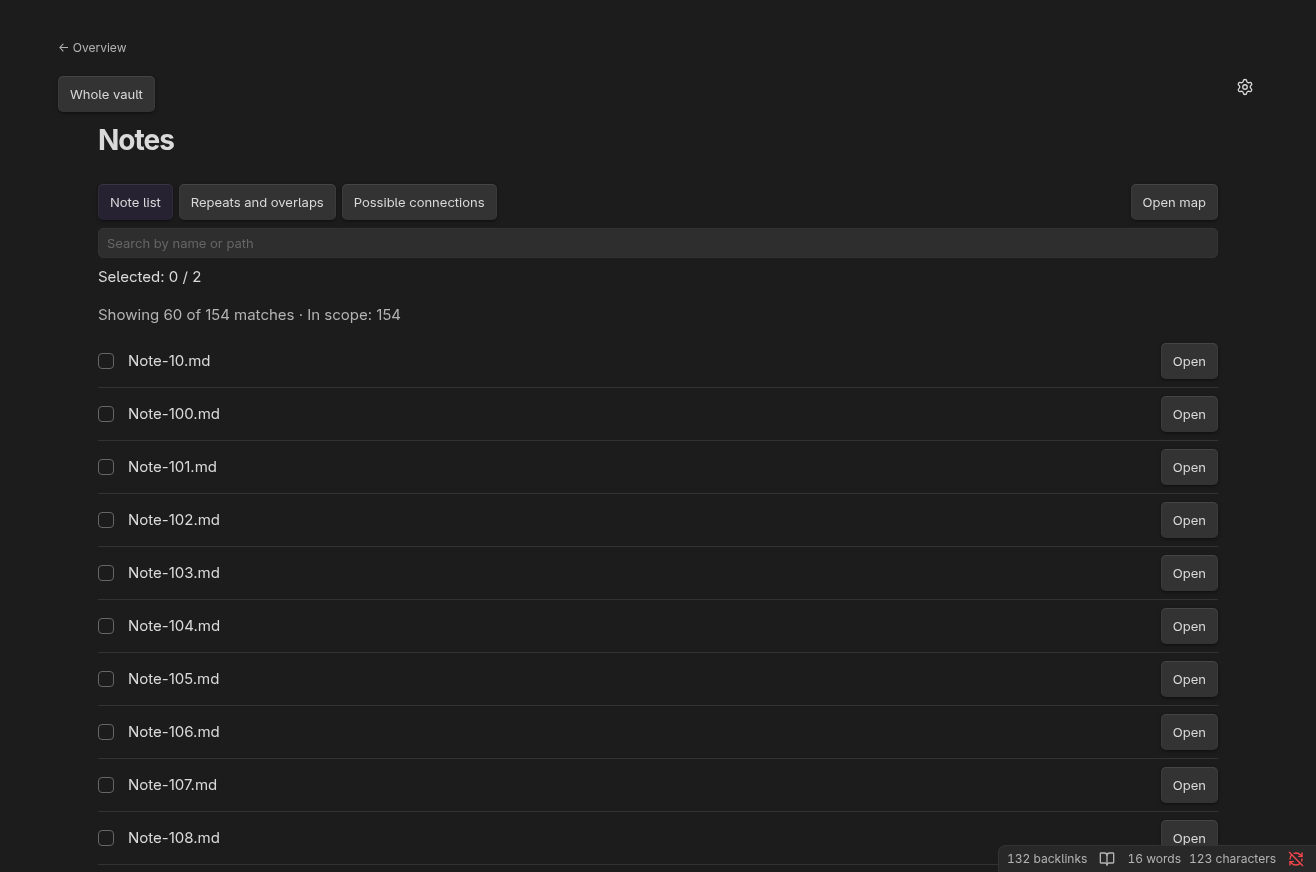 ← Overview
Whole vault
Notes
Note list Repeats and overlaps Possible connections Open map
Search by name or path
Selected: 0 / 2
Showing 60 of 154 matches · In scope: 154
Note-10.md Open
Note-100.md Open
Note-101.md Open
Note-102.md Open
Note-103.md Open
Note-104.md Open
Note-105.md Open
Note-106.md Open
Note-107.md Open
Note-108.md Open
132 backlinks 16 words 123 characters